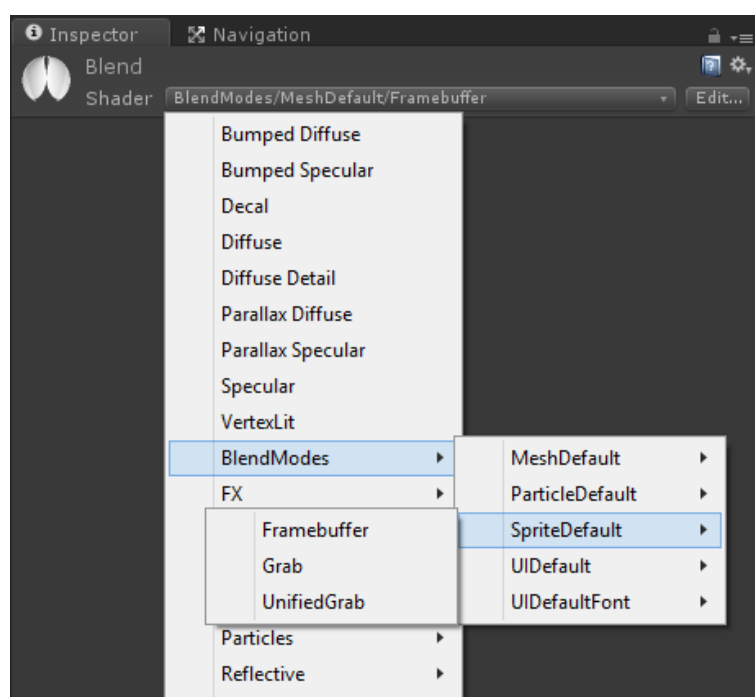 Inspector
Navigation
Blend
Shader
BlendModes/MeshDefault/Framebuffer
Edit...
Bumped Diffuse
Bumped Specular
Decal
Diffuse
Diffuse Detail
Parallax Diffuse
Parallax Specular
Specular
VertexLit
BlendModes
FX
Particles
Reflective
MeshDefault
ParticleDefault
SpriteDefault
UIDefault
UIDefaultFont
Framebuffer
Grab
UnifiedGrab